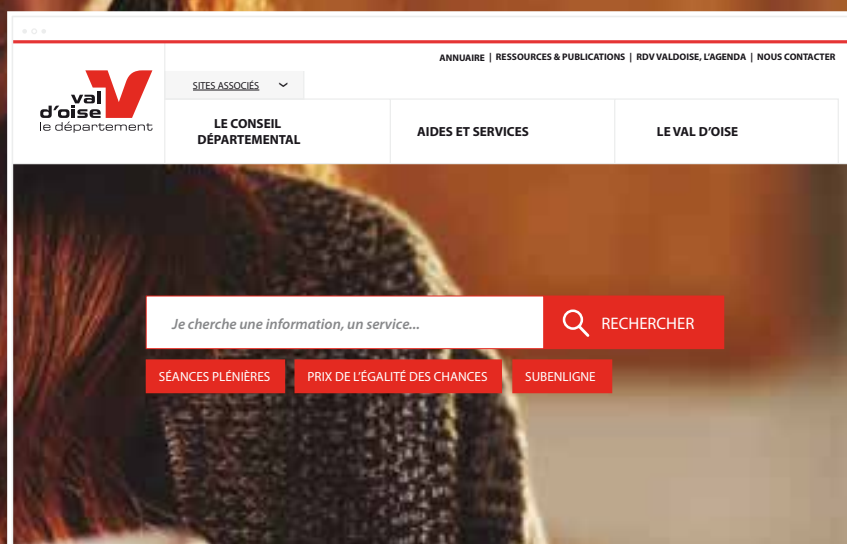 ANNUAIRE | RESSOURCES & PUBLICATIONS | RDV VALDOISE, L'AGENDA | NOUS CONTACTER
SITES ASSOCIÉS
val
d'oise
le département
LE CONSEIL
DÉPARTEMENTAL
AIDES ET SERVICES
LE VAL D'OISE
Je cherche une information, un service...
RECHERCHER
SÉANCES PLÉNIÈRES
PRIX DE L'ÉGALITÉ DES CHANCES
SUBENLIGNE